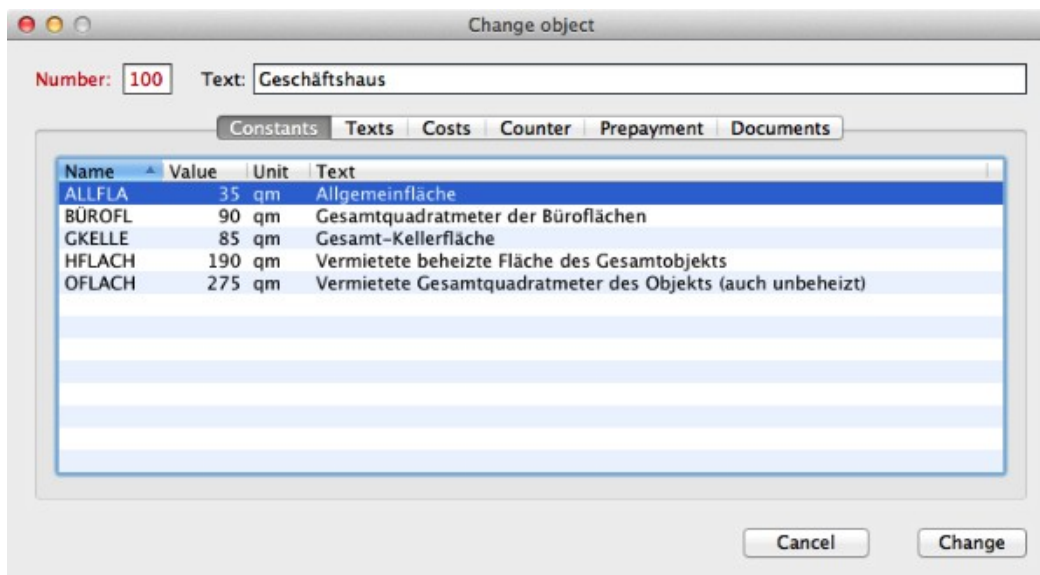 Change object
Number: 100 Text: Geschäftshaus
Constants Texts Costs Counter Prepayment Documents
Name Value Unit Text
ALLFLA 35 qm Allgemeinfläche
BÜROFL 90 qm Gesamtquadratmeter der Büroflächen
GKELLE 85 qm Gesamt-Kellerfläche
HFLACH 190 qm Vermietete beheizte Fläche des Gesamtobjekts
OFLACH 275 qm Vermietete Gesamtquadratmeter des Objekts (auch unbeheizt)
Cancel Change